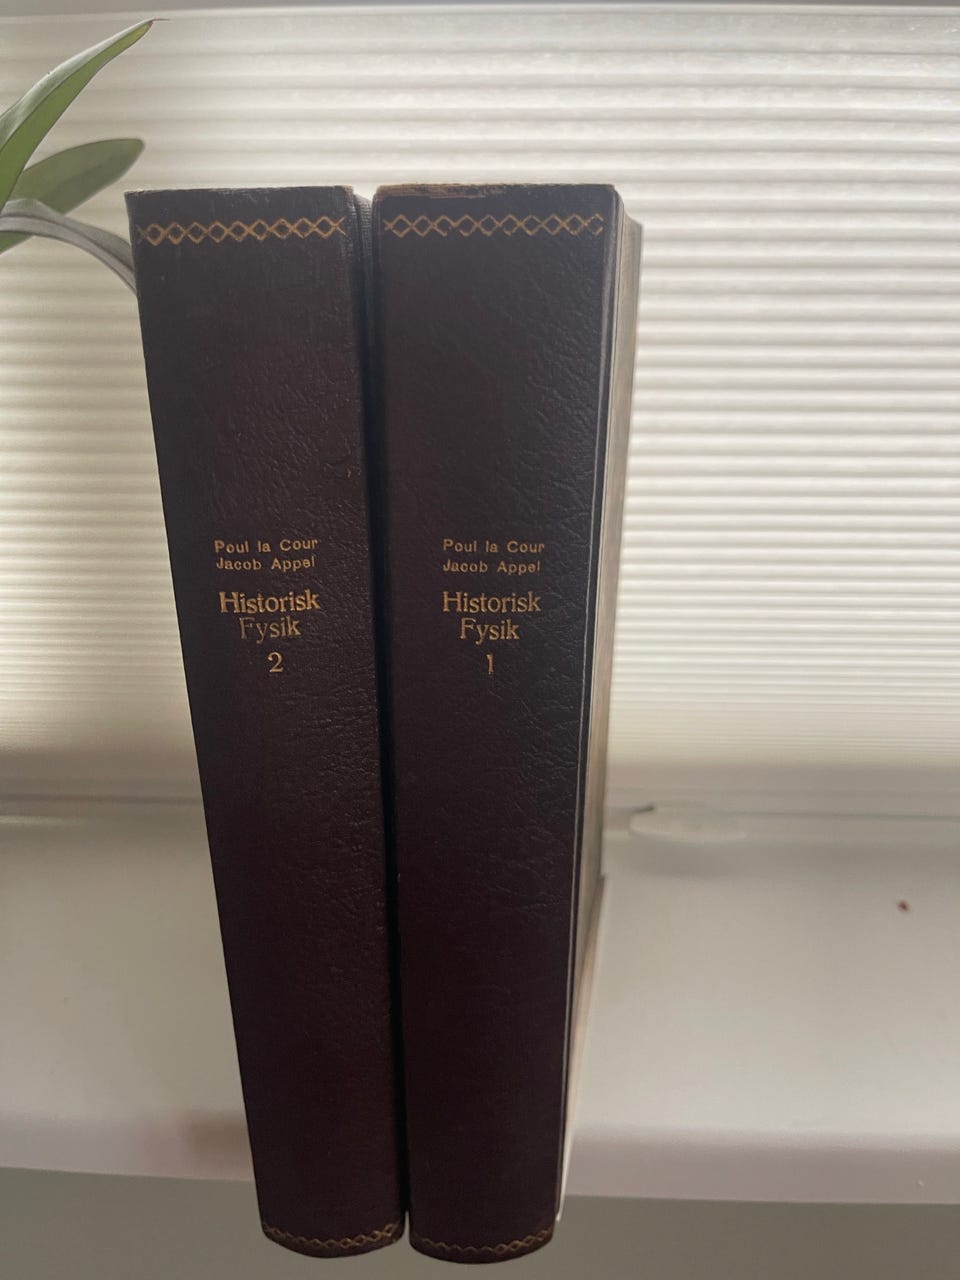 Poul la Cour
Jacob Appel
Historisk
Fysik
2
Poul la Cour
Jacob Appel
Historisk
Fysik
1